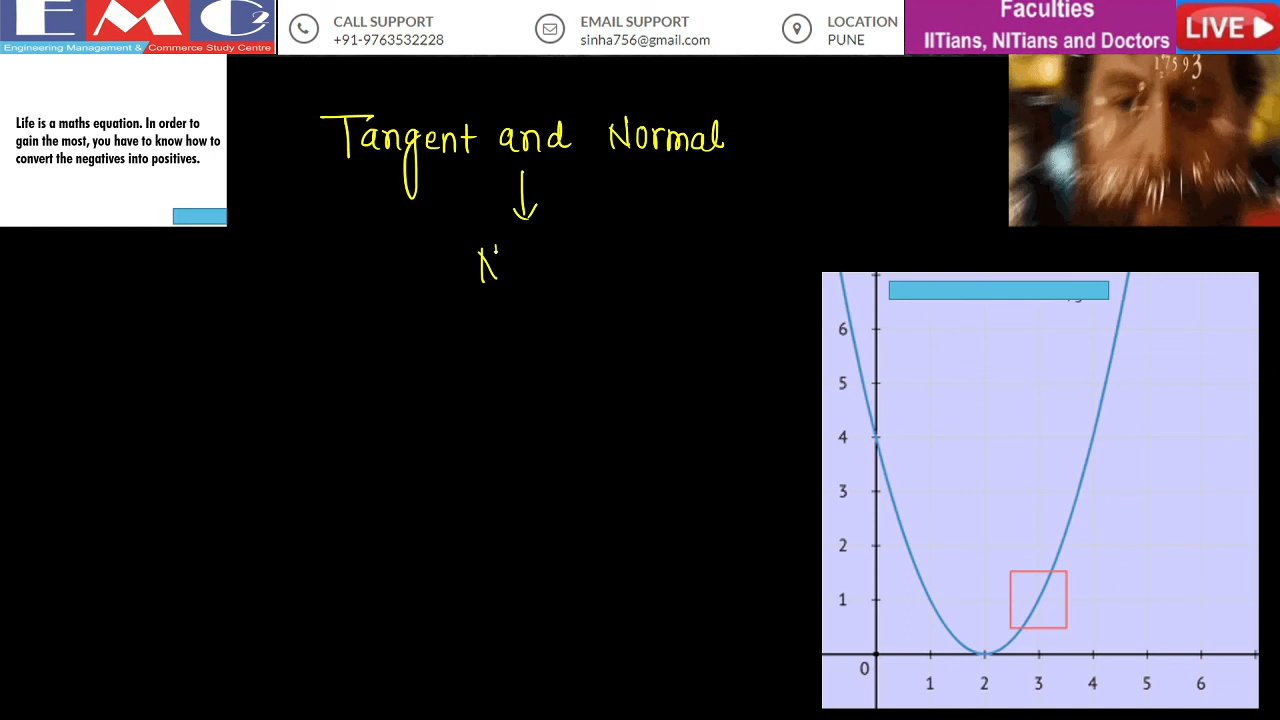 EMC2
Engineering Management & Commerce Study Centre
CALL SUPPORT
+91-9763532228
EMAIL SUPPORT
sinha756@gmail.com
LOCATION
PUNE
Faculties
IITians, NITians and Doctors
LIVE
Life is a maths equation. In order to
gain the most, you have to know how to
convert the negatives into positives.
Tangent and Normal
6
5
4
3
2
1
0
1 2 3 4 5 6